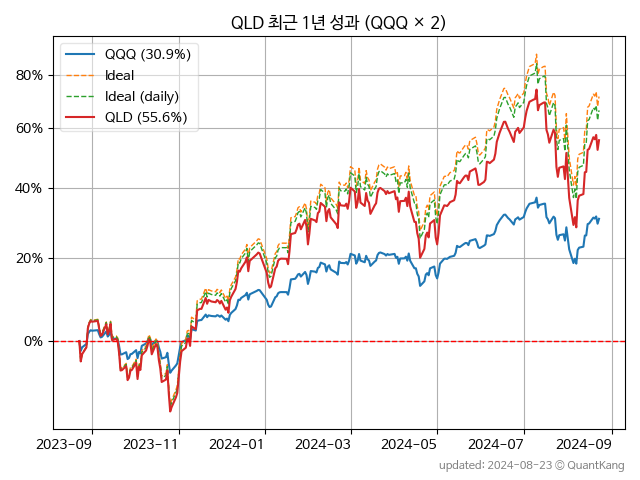 QLD 최근 1년 성과 (QQQ × 2)
QQQ (30.9%)
Ideal
Ideal (daily)
QLD (55.6%)
80%
60%
40%
20%
0%
2023-09
2023-11
2024-01
2024-03
2024-05
2024-07
2024-09
updated: 2024-08-23 © QuantKang